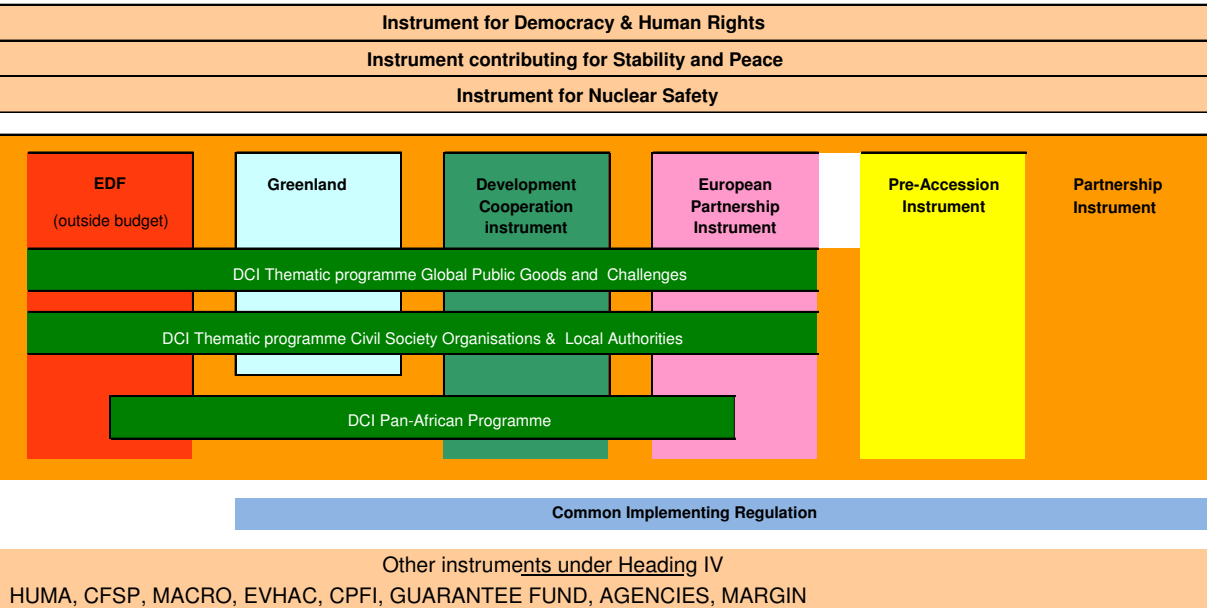 Instrument for Democracy & Human Rights
Instrument contributing for Stability and Peace
Instrument for Nuclear Safety
EDF
(outside budget)
Greenland
Development
Cooperation
instrument
European
Partnership
Instrument
Pre-Accession
Instrument
Partnership
Instrument
DCI Thematic programme Global Public Goods and Challenges
DCI Thematic programme Civil Society Organisations & Local Authorities
DCI Pan-African Programme
Common Implementing Regulation
Other instruments under Heading IV
HUMA, CFSP, MACRO, EVHAC, CPFI, GUARANTEE FUND, AGENCIES, MARGIN